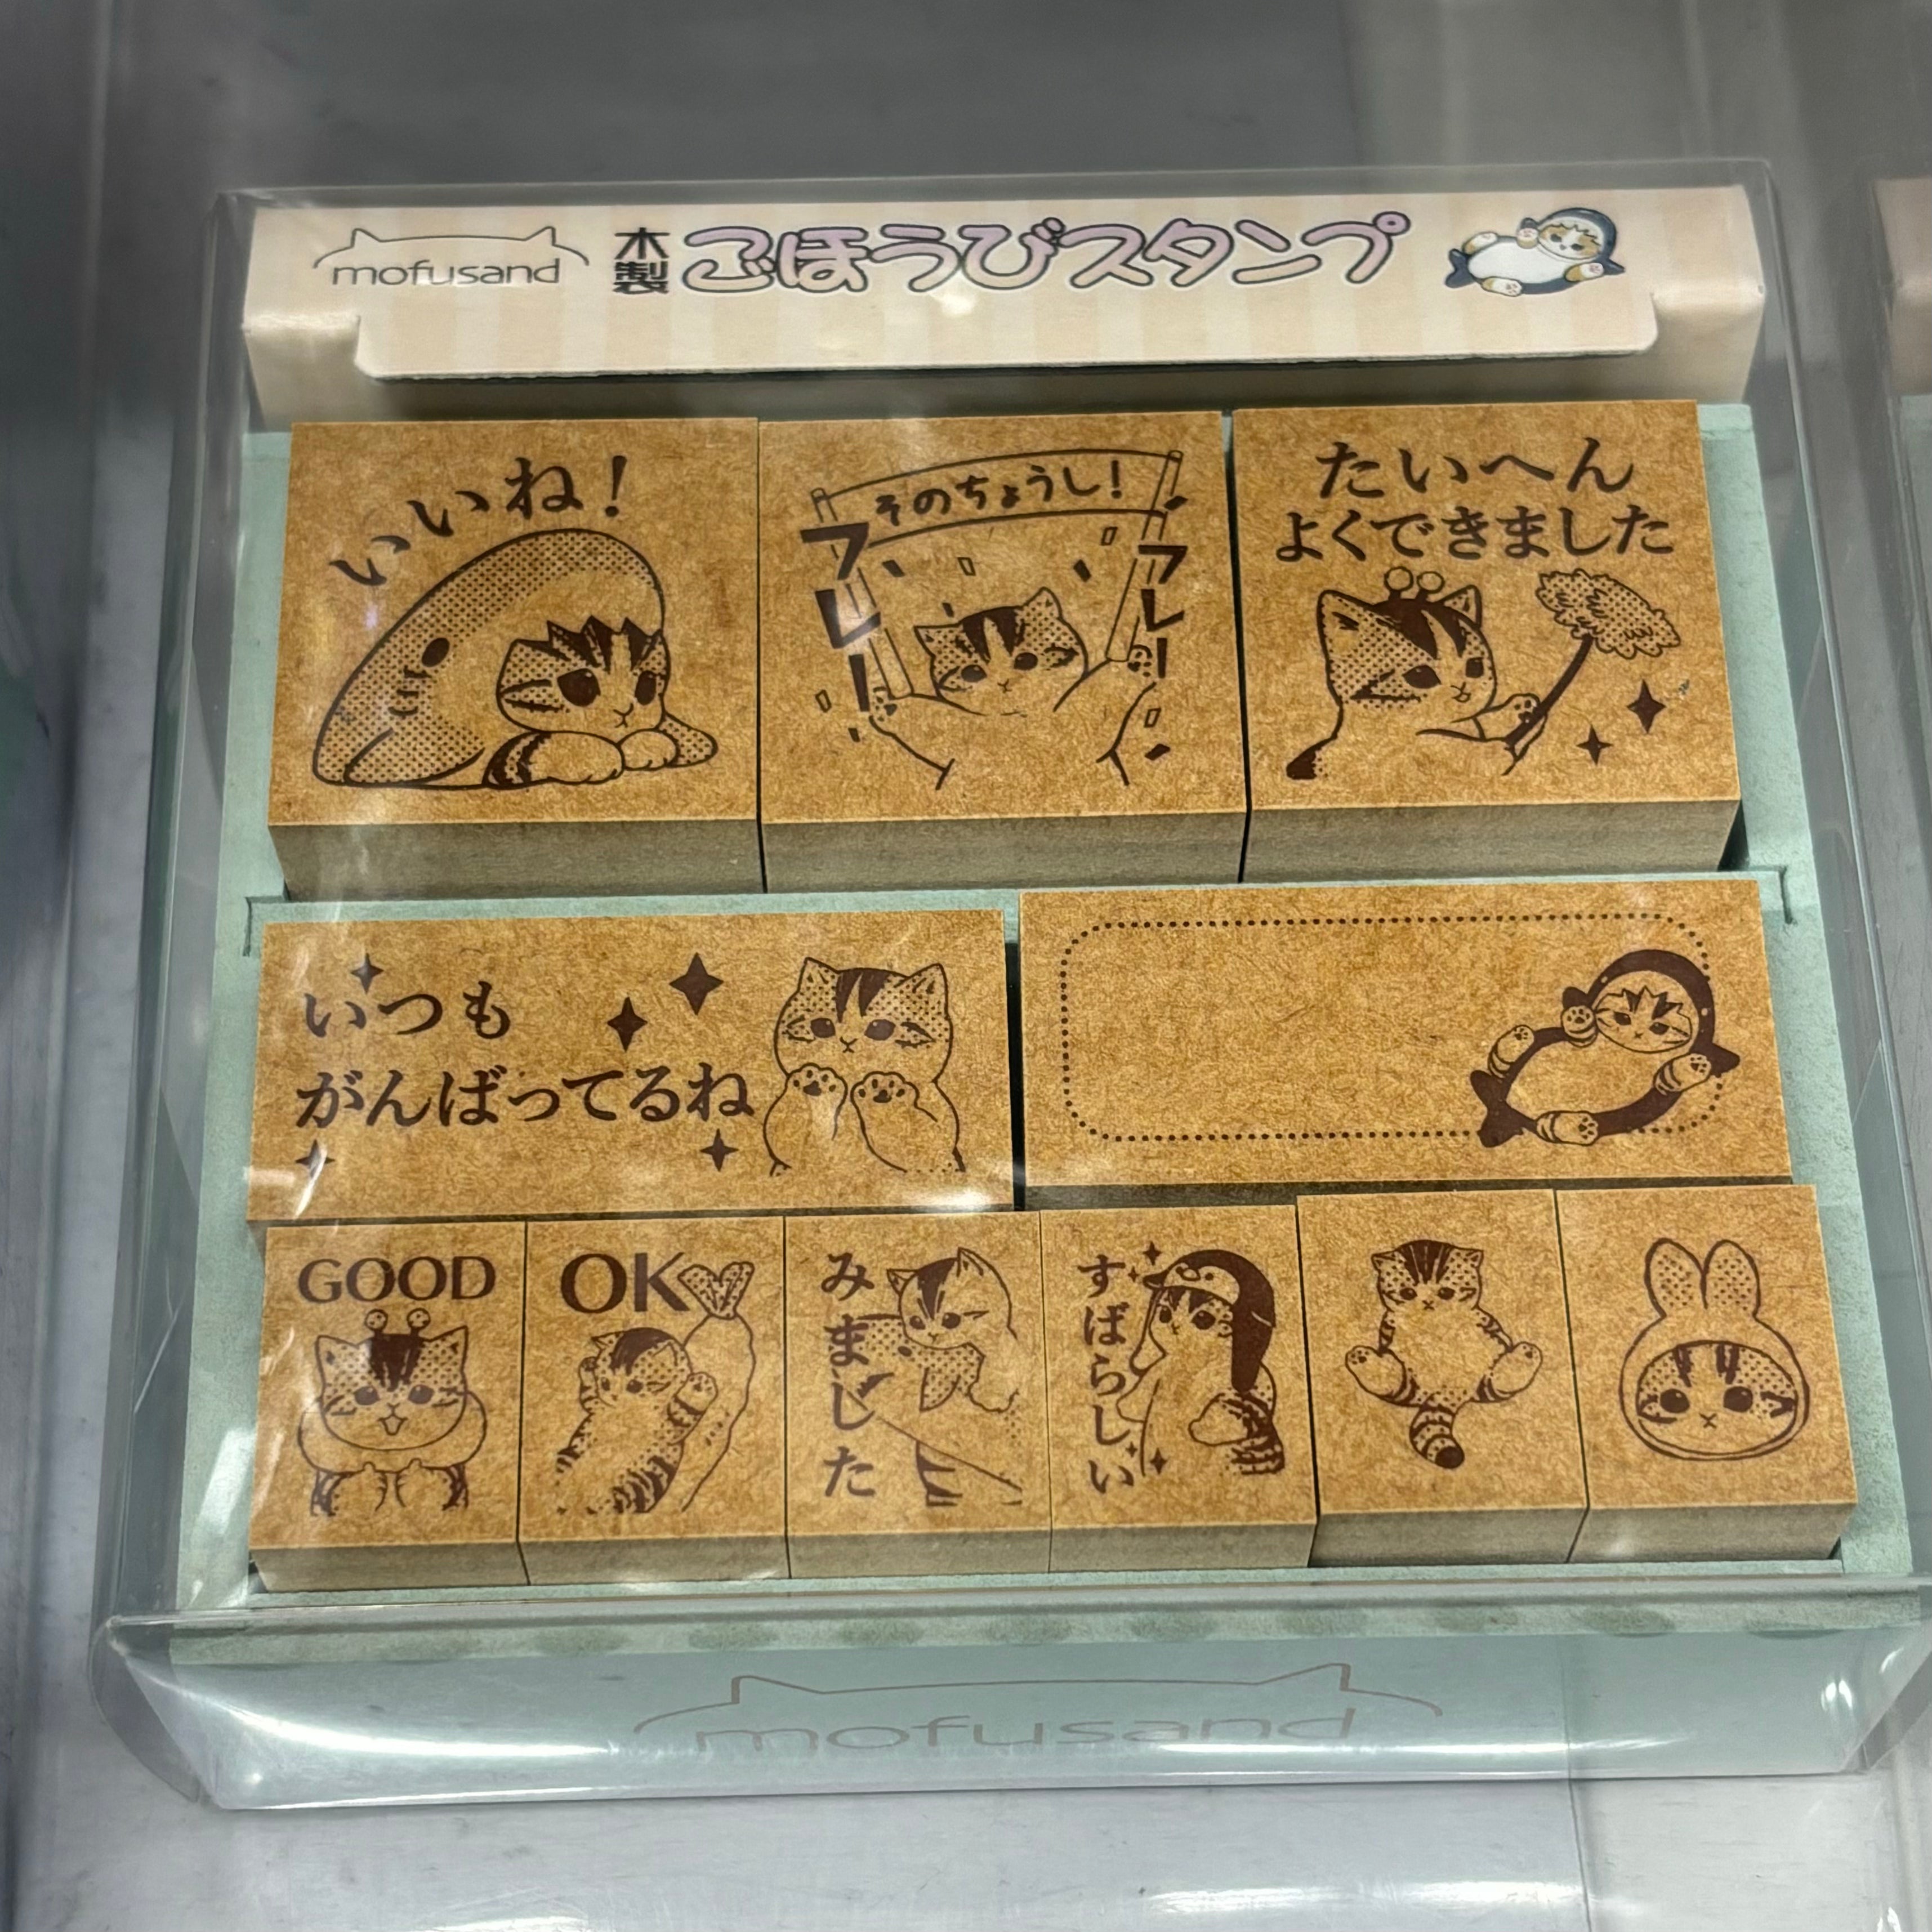 mofusand
木製 ごほうびスタンプ
いいね！
そのちょうし！
フレー！
フレー！
たいへん
よくできました
いつも
がんばってるね
GOOD
OK
みました
すばらしい
mofusand